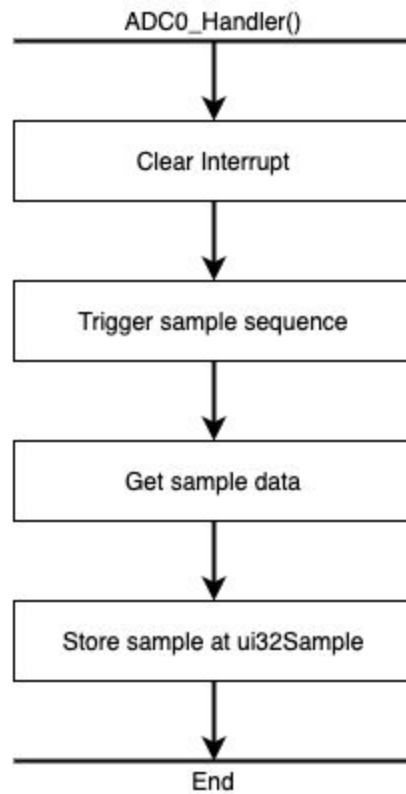 ADC0_Handler()
Clear Interrupt
Trigger sample sequence
Get sample data
Store sample at ui32Sample
End